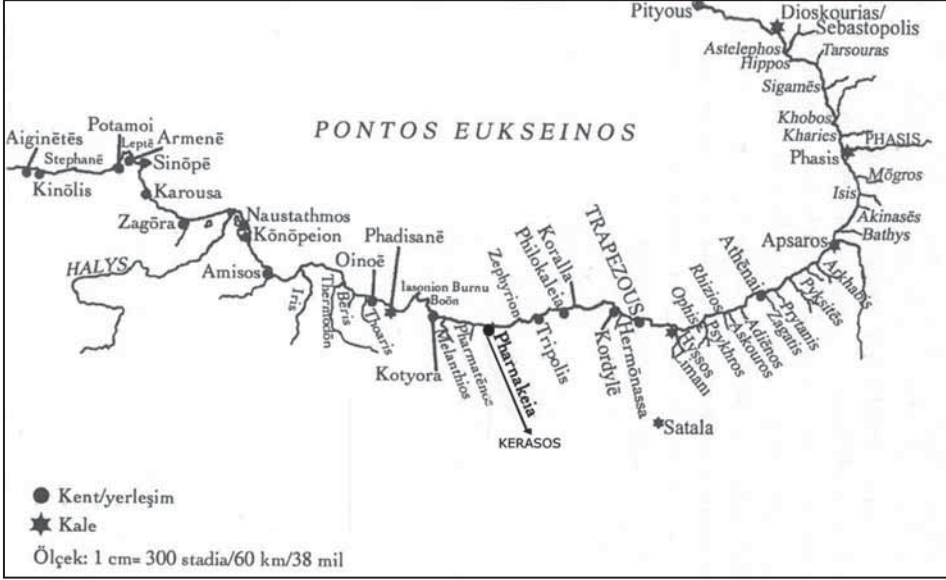 Pityous
Dioskourias/
Sebastopolis
Astelephos
Hippos
Tarsouras
Sigamēs
Khobos
Kharies
PHASIS
Phasis
Mōgros
Isis
Akinasēs
Bathys
Apsaros
Arkhabis
Pyksitēs
Prytanis
Zagatis
Athēnai
Adiēnos
Askouros
Rhizios
Psykhros
Ophis
Hyssos
Limanı
TRAPEZOUS
Hermōnassa
Kordylē
Koralla
Philokaleia
Tripolis
Zephyrion
Pharnakeia
KERASOS
Pharmatēnos
Melanthios
Kotyora
Boōn
Iasonion Burnu
Phadisanē
Oinoē
Thoaris
Bēris
Thermōdōn
Iris
Amisos
Kōnōpeion
Naustathmos
HALYS
Zagōra
Karousa
Sinōpē
Armenē
Leptē
Potamoi
Stephanē
Kinōlis
Aiginētēs
PONTOS EUKSEINOS
Satala
Kent/yerleşim
Kale
Ölçek: 1 cm= 300 stadia/60 km/38 mil